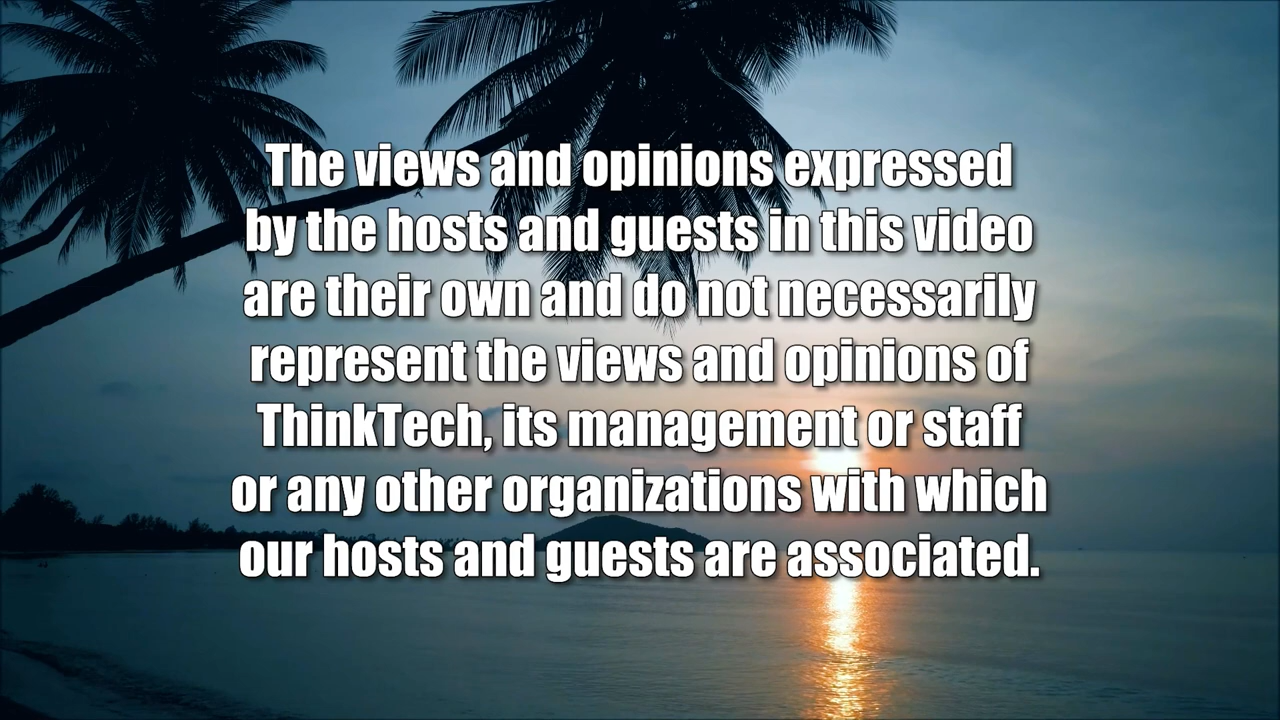 The views and opinions expressed
by the hosts and guests in this video
are their own and do not necessarily
represent the views and opinions of
ThinkTech, its management or staff
or any other organizations with which
our hosts and guests are associated.